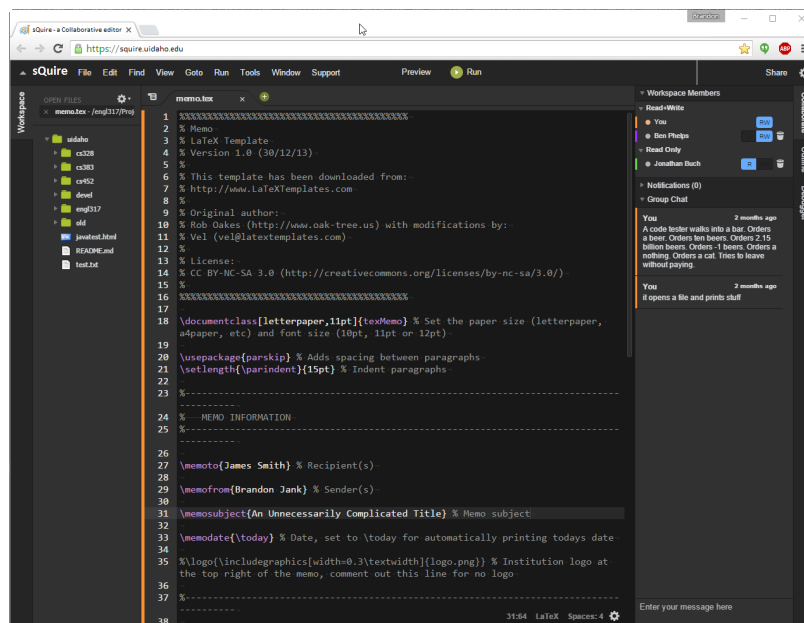 Brandon
sQuire - a Collaborative editor
https://squire.uidaho.edu
ABP
sQuire File Edit Find View Goto Run Tools Window Support Preview Run Share
Workspace
OPEN FILES
memo.tex - /engl317/Proj
uidaho
cs328
cs383
cs452
devel
engl317
old
javatest.html
README.md
test.txt
memo.tex
1 %%%%%%%%%%%%%%%%%%%%%%%%%%%%%%%%%%%%%%%%%
2 % Memo
3 % LaTeX Template
4 % Version 1.0 (30/12/13)
5 %
6 % This template has been downloaded from:
7 % http://www.LaTeXTemplates.com
8 %
9 % Original author:
10 % Rob Oakes (http://www.oak-tree.us) with modifications by:
11 % Vel (vel@latextemplates.com)
12 %
13 % License:
14 % CC BY-NC-SA 3.0 (http://creativecommons.org/licenses/by-nc-sa/3.0/)
15 %
16 %%%%%%%%%%%%%%%%%%%%%%%%%%%%%%%%%%%%%%%%%
17
18 \documentclass[letterpaper,11pt]{texMemo} % Set the paper size (letterpaper,
a4paper, etc) and font size (10pt, 11pt or 12pt)
19
20 \usepackage{parskip} % Adds spacing between paragraphs
21 \setlength{\parindent}{15pt} % Indent paragraphs
22
23 %------------------------------------------------------------------------------
----------
24 % MEMO INFORMATION
25 %------------------------------------------------------------------------------
----------
26
27 \memoto{James Smith} % Recipient(s)
28
29 \memofrom{Brandon Jank} % Sender(s)
30
31 \memosubject{An Unnecessarily Complicated Title} % Memo subject
32
33 \memodate{\today} % Date, set to \today for automatically printing todays date
34
35 %\logo{\includegraphics[width=0.3\textwidth]{logo.png}} % Institution logo at
the top right of the memo, comment out this line for no logo
36
37 %------------------------------------------------------------------------------
----------
38
31:64 LaTeX Spaces: 4
Workspace Members
Read+Write
You RW
Ben Phelps RW
Read Only
Jonathan Buch R
Notifications (0)
Group Chat
You 2 months ago
A code tester walks into a bar. Orders
a beer. Orders ten beers. Orders 2.15
billion beers. Orders -1 beers. Orders a
nothing. Orders a cat. Tries to leave
without paying.
You 2 months ago
it opens a file and prints stuff
Enter your message here
Collaborate
Outline
Debugger